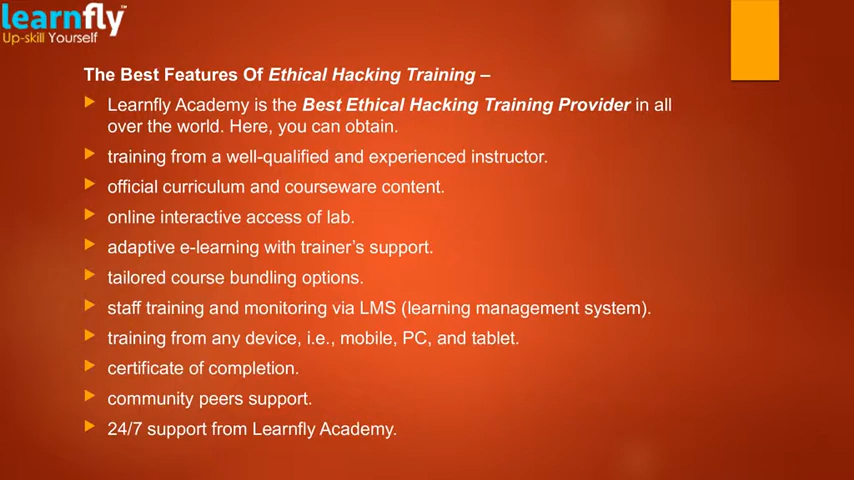 learnfly™
Up-skill Yourself
The Best Features Of Ethical Hacking Training –
Learnfly Academy is the Best Ethical Hacking Training Provider in all
over the world. Here, you can obtain.
training from a well-qualified and experienced instructor.
official curriculum and courseware content.
online interactive access of lab.
adaptive e-learning with trainer’s support.
tailored course bundling options.
staff training and monitoring via LMS (learning management system).
training from any device, i.e., mobile, PC, and tablet.
certificate of completion.
community peers support.
24/7 support from Learnfly Academy.